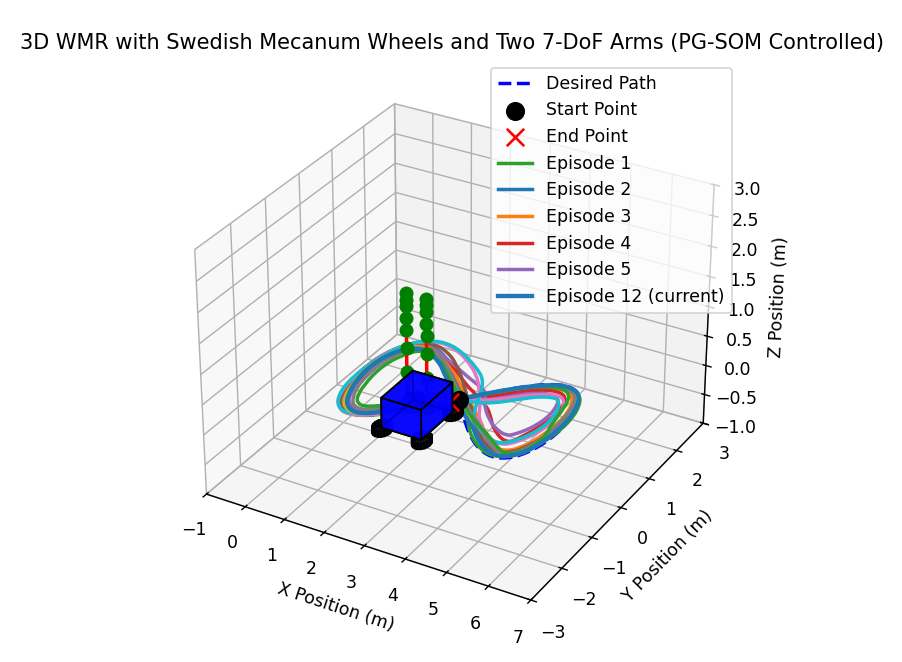 3D WMR with Swedish Mecanum Wheels and Two 7-DoF Arms (PG-SOM Controlled)
Desired Path
Start Point
End Point
Episode 1
Episode 2
Episode 3
Episode 4
Episode 5
Episode 12 (current)
3.0
2.5
2.0
1.5
1.0
0.5
0.0
−0.5
−1.0
Z Position (m)
−1
0
1
2
3
4
5
6
7
X Position (m)
−3
−2
−1
0
1
2
3
Y Position (m)